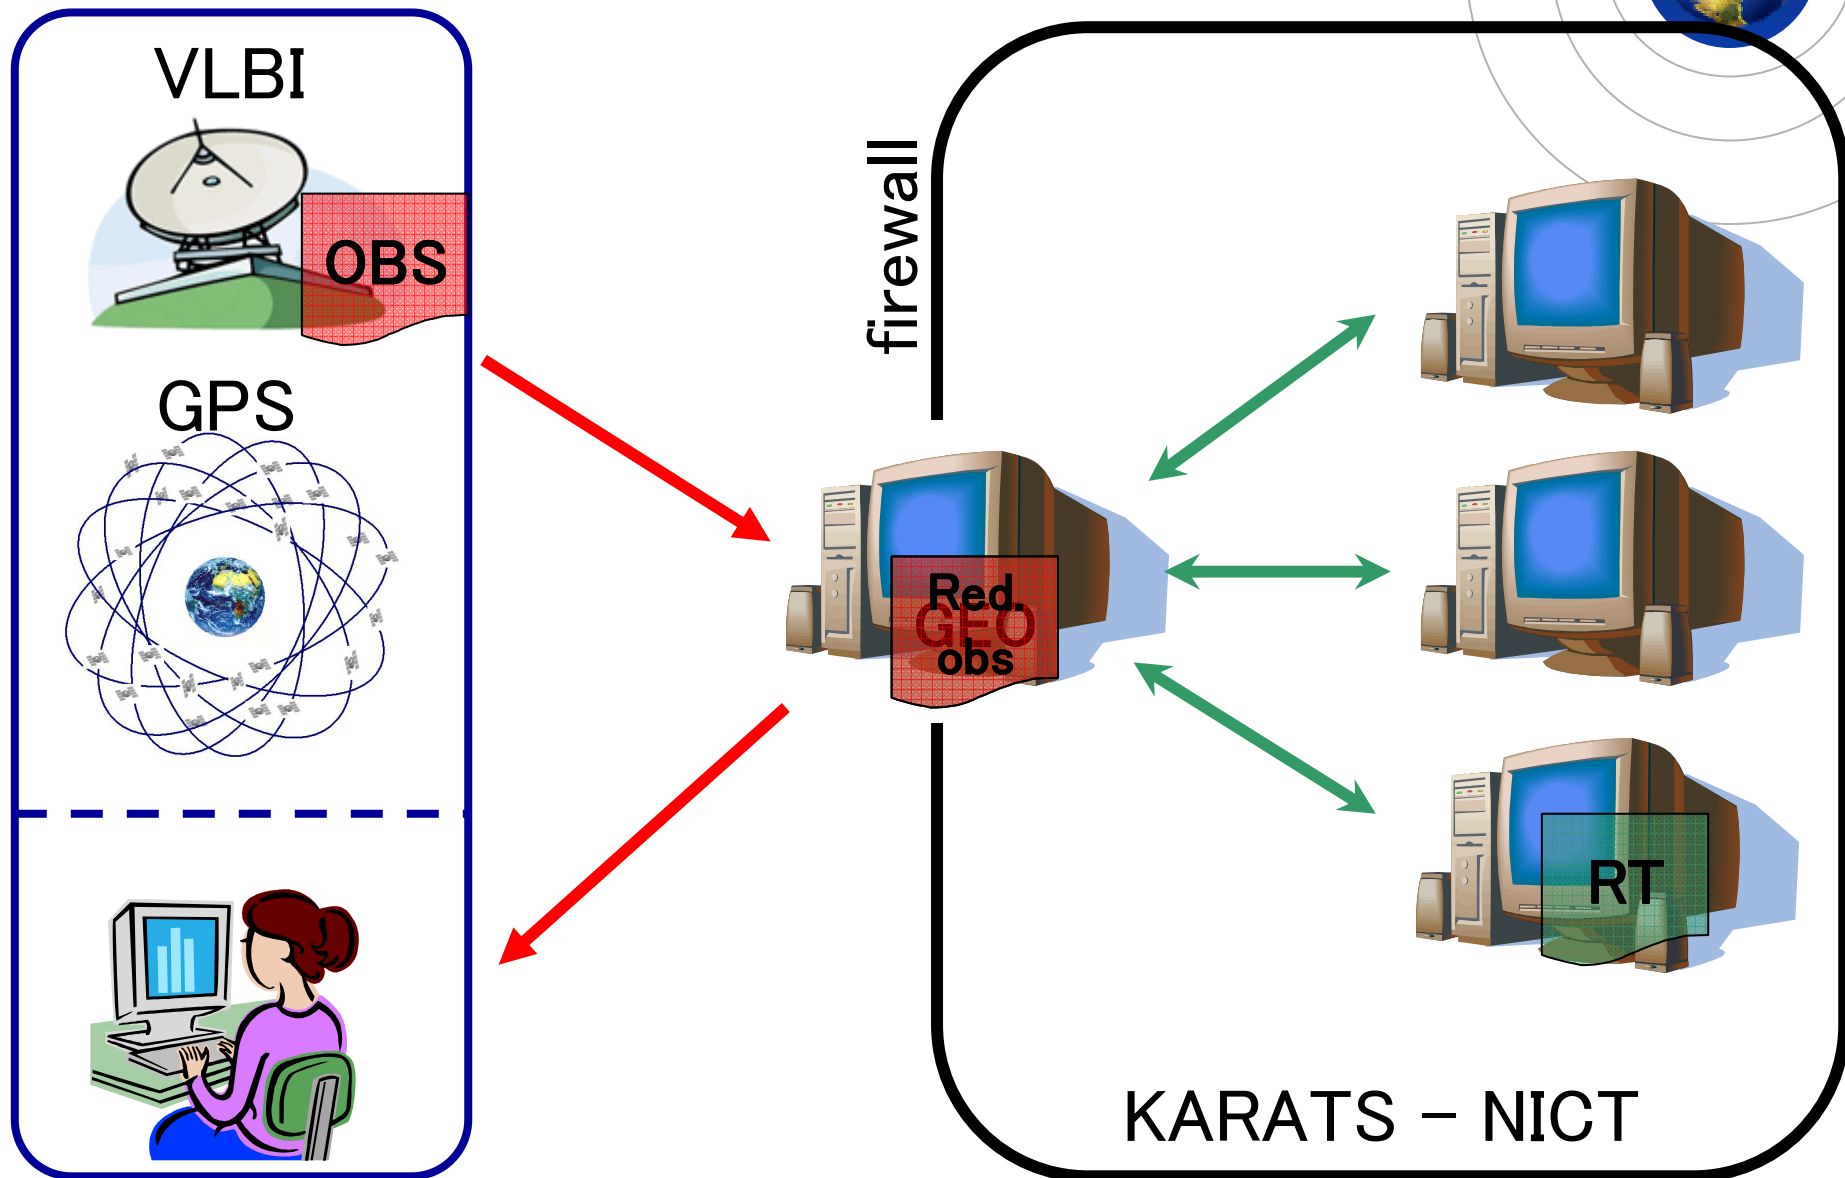 VLBI
OBS
GPS
firewall
Red.
GEO
obs
RT
KARATS − NICT